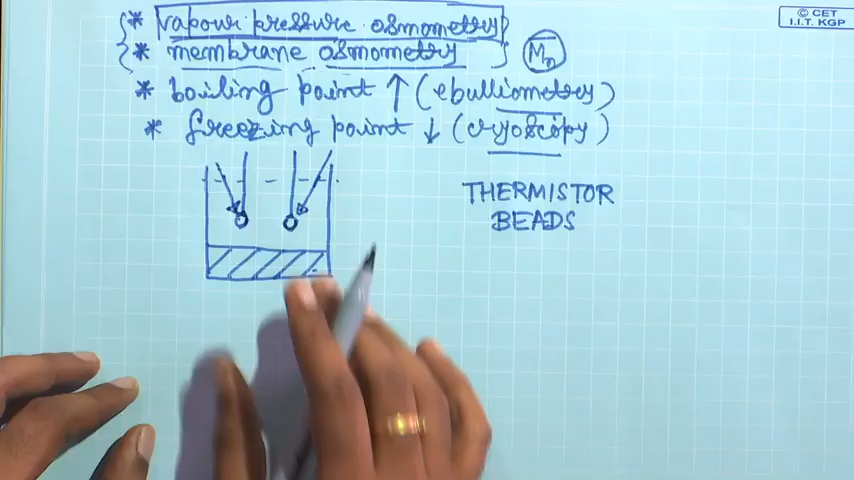 © CET
I.I.T. KGP
* vapour pressure osmometry
* membrane osmometry
Mn
* boiling point ↑ (ebulliometry)
* freezing point ↓ (cryoscopy)
THERMISTOR
BEADS